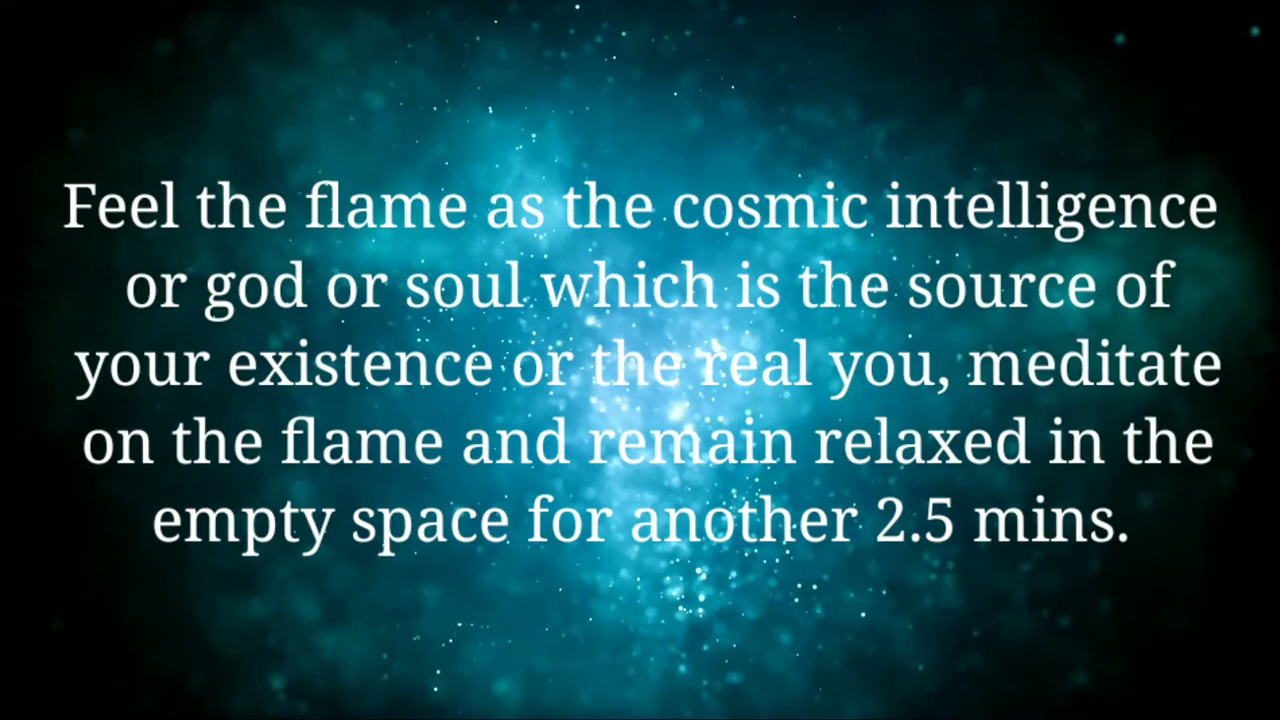 Feel the flame as the cosmic intelligence
or god or soul which is the source of
your existence or the real you, meditate
on the flame and remain relaxed in the
empty space for another 2.5 mins.